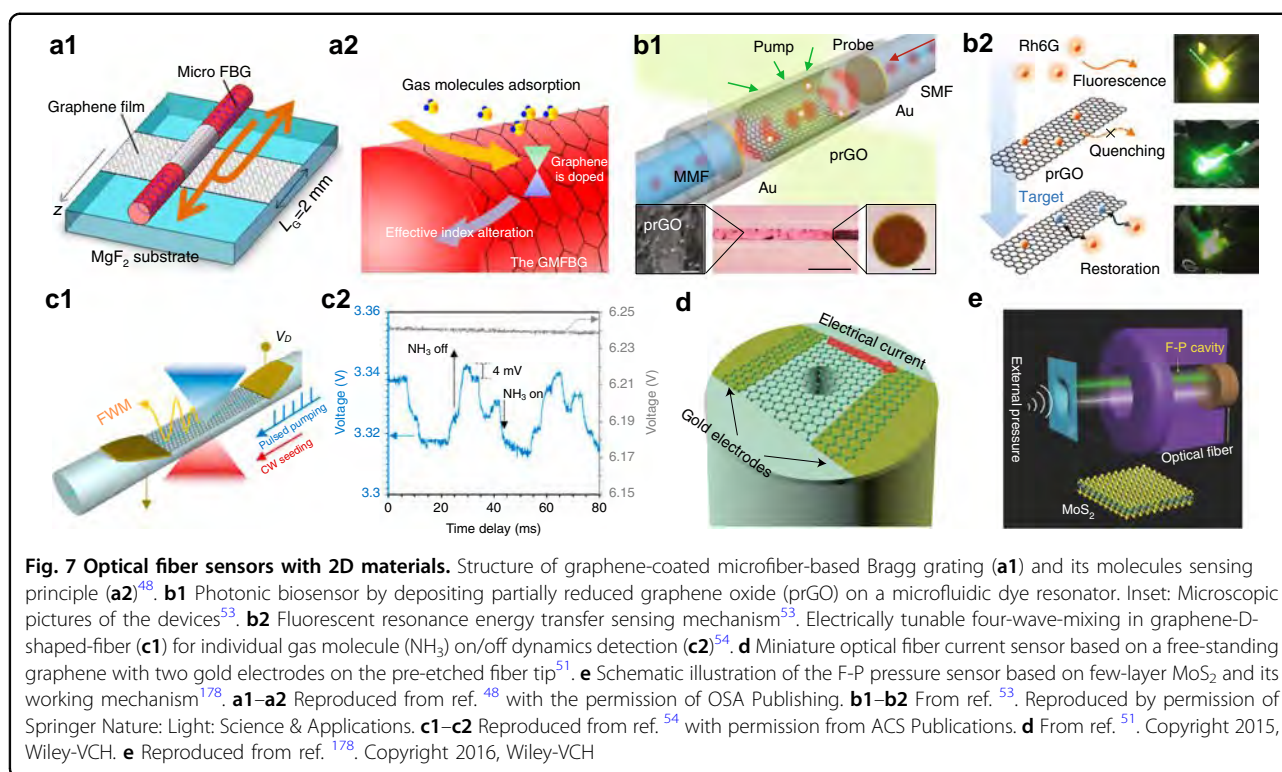 a1
Micro FBG
Graphene film
z
L_G=2 mm
MgF₂ substrate
a2
Gas molecules adsorption
Graphene
is doped
Effective index alteration
The GMFBG
b1
Pump
Probe
SMF
Au
prGO
MMF
Au
prGO
b2
Rh6G
Fluorescence
Quenching
prGO
Target
Restoration
c1
V_D
FWM
Pulsed pumping
CW seeding
c2
3.36
3.34
3.32
3.3
Voltage (V)
NH₃ off
4 mV
NH₃ on
6.25
6.23
6.21
6.19
6.17
6.15
Voltage (V)
0
20
40
60
80
Time delay (ms)
d
Electrical current
Gold electrodes
e
F-P cavity
External pressure
Optical fiber
MoS₂
Fig. 7 Optical fiber sensors with 2D materials. Structure of graphene-coated microfiber-based Bragg grating (a1) and its molecules sensing
principle (a2)⁴⁸. b1 Photonic biosensor by depositing partially reduced graphene oxide (prGO) on a microfluidic dye resonator. Inset: Microscopic
pictures of the devices⁵³. b2 Fluorescent resonance energy transfer sensing mechanism⁵³. Electrically tunable four-wave-mixing in graphene-D-
shaped-fiber (c1) for individual gas molecule (NH₃) on/off dynamics detection (c2)⁵⁴. d Miniature optical fiber current sensor based on a free-standing
graphene with two gold electrodes on the pre-etched fiber tip⁵¹. e Schematic illustration of the F-P pressure sensor based on few-layer MoS₂ and its
working mechanism¹⁷⁸. a1–a2 Reproduced from ref. ⁴⁸ with the permission of OSA Publishing. b1–b2 From ref. ⁵³. Reproduced by permission of
Springer Nature: Light: Science & Applications. c1–c2 Reproduced from ref. ⁵⁴ with permission from ACS Publications. d From ref. ⁵¹. Copyright 2015,
Wiley-VCH. e Reproduced from ref. ¹⁷⁸. Copyright 2016, Wiley-VCH